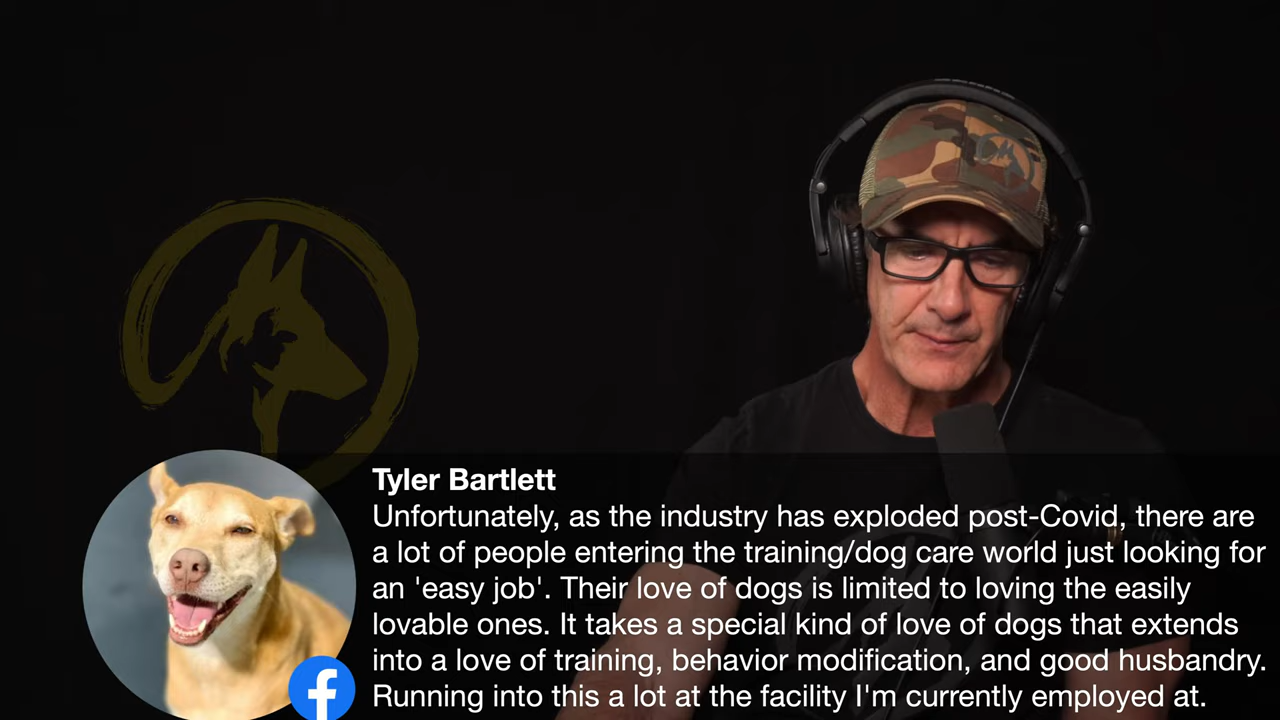 Tyler Bartlett
Unfortunately, as the industry has exploded post-Covid, there are
a lot of people entering the training/dog care world just looking for
an 'easy job'. Their love of dogs is limited to loving the easily
lovable ones. It takes a special kind of love of dogs that extends
into a love of training, behavior modification, and good husbandry.
Running into this a lot at the facility I'm currently employed at.